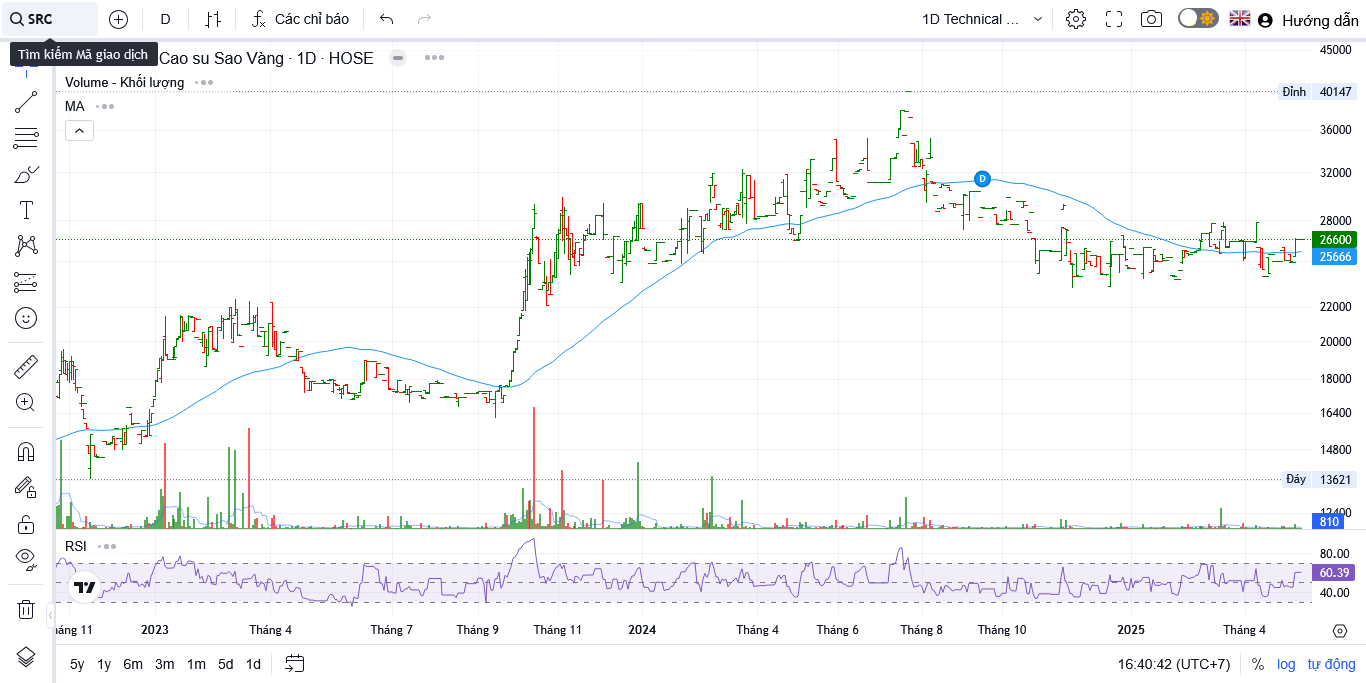 SRC D Các chỉ báo 1D Technical ... Hướng dẫn
Tìm kiếm Mã giao dịch
Cao su Sao Vàng · 1D · HOSE
Volume - Khối lượng
MA
D
45000
Đỉnh 40147
36000
32000
28000
26600
25666
22000
20000
18000
16400
14800
Đáy 13621
12400
810
RSI
80.00
60.39
40.00
háng 11 2023 Tháng 4 Tháng 7 Tháng 9 Tháng 11 2024 Tháng 4 Tháng 6 Tháng 8 Tháng 10 2025 Tháng 4
5y 1y 6m 3m 1m 5d 1d 16:40:42 (UTC+7) % log tự động